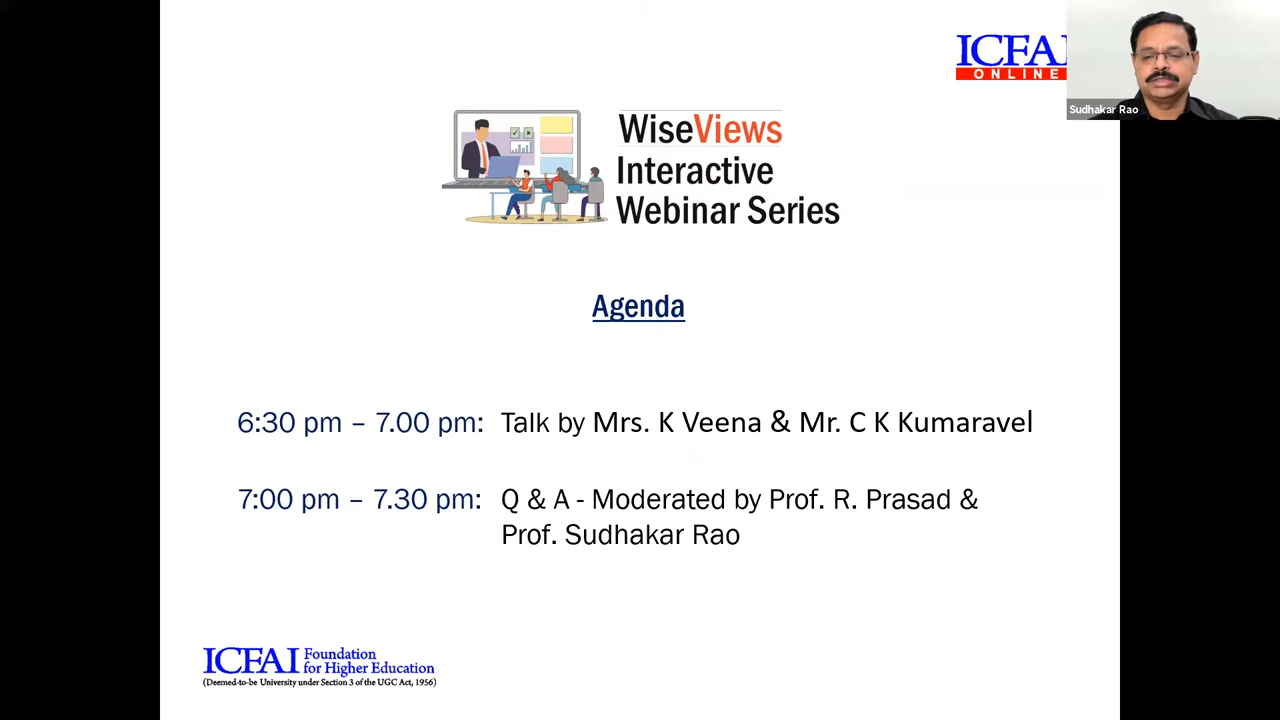 ICFAI
ONLINE
Sudhakar Rao
WiseViews
Interactive
Webinar Series
Agenda
6:30 pm – 7.00 pm: Talk by Mrs. K Veena & Mr. C K Kumaravel
7:00 pm – 7.30 pm: Q & A - Moderated by Prof. R. Prasad &
Prof. Sudhakar Rao
ICFAI Foundation
for Higher Education
(Deemed-to-be University under Section 3 of the UGC Act, 1956)